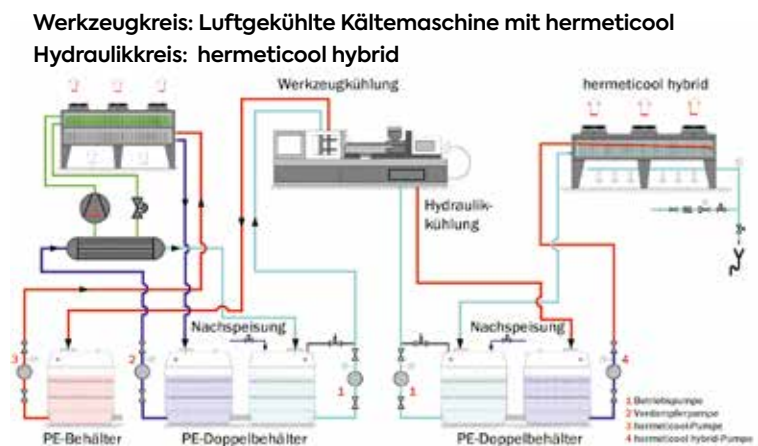 Werkzeugkreis: Luftgekühlte Kältemaschine mit hermeticool
Hydraulikkreis: hermeticool hybrid
Werkzeugkühlung
hermeticool hybrid
Hydraulik-
kühlung
Nachspeisung
Nachspeisung
3
2
1
1
4
PE-Behälter
PE-Doppelbehälter
PE-Doppelbehälter
1 Betriebspumpe
2 Verdampferpumpe
3 hermeticool-Pumpe
4 hermeticool hybrid-Pumpe